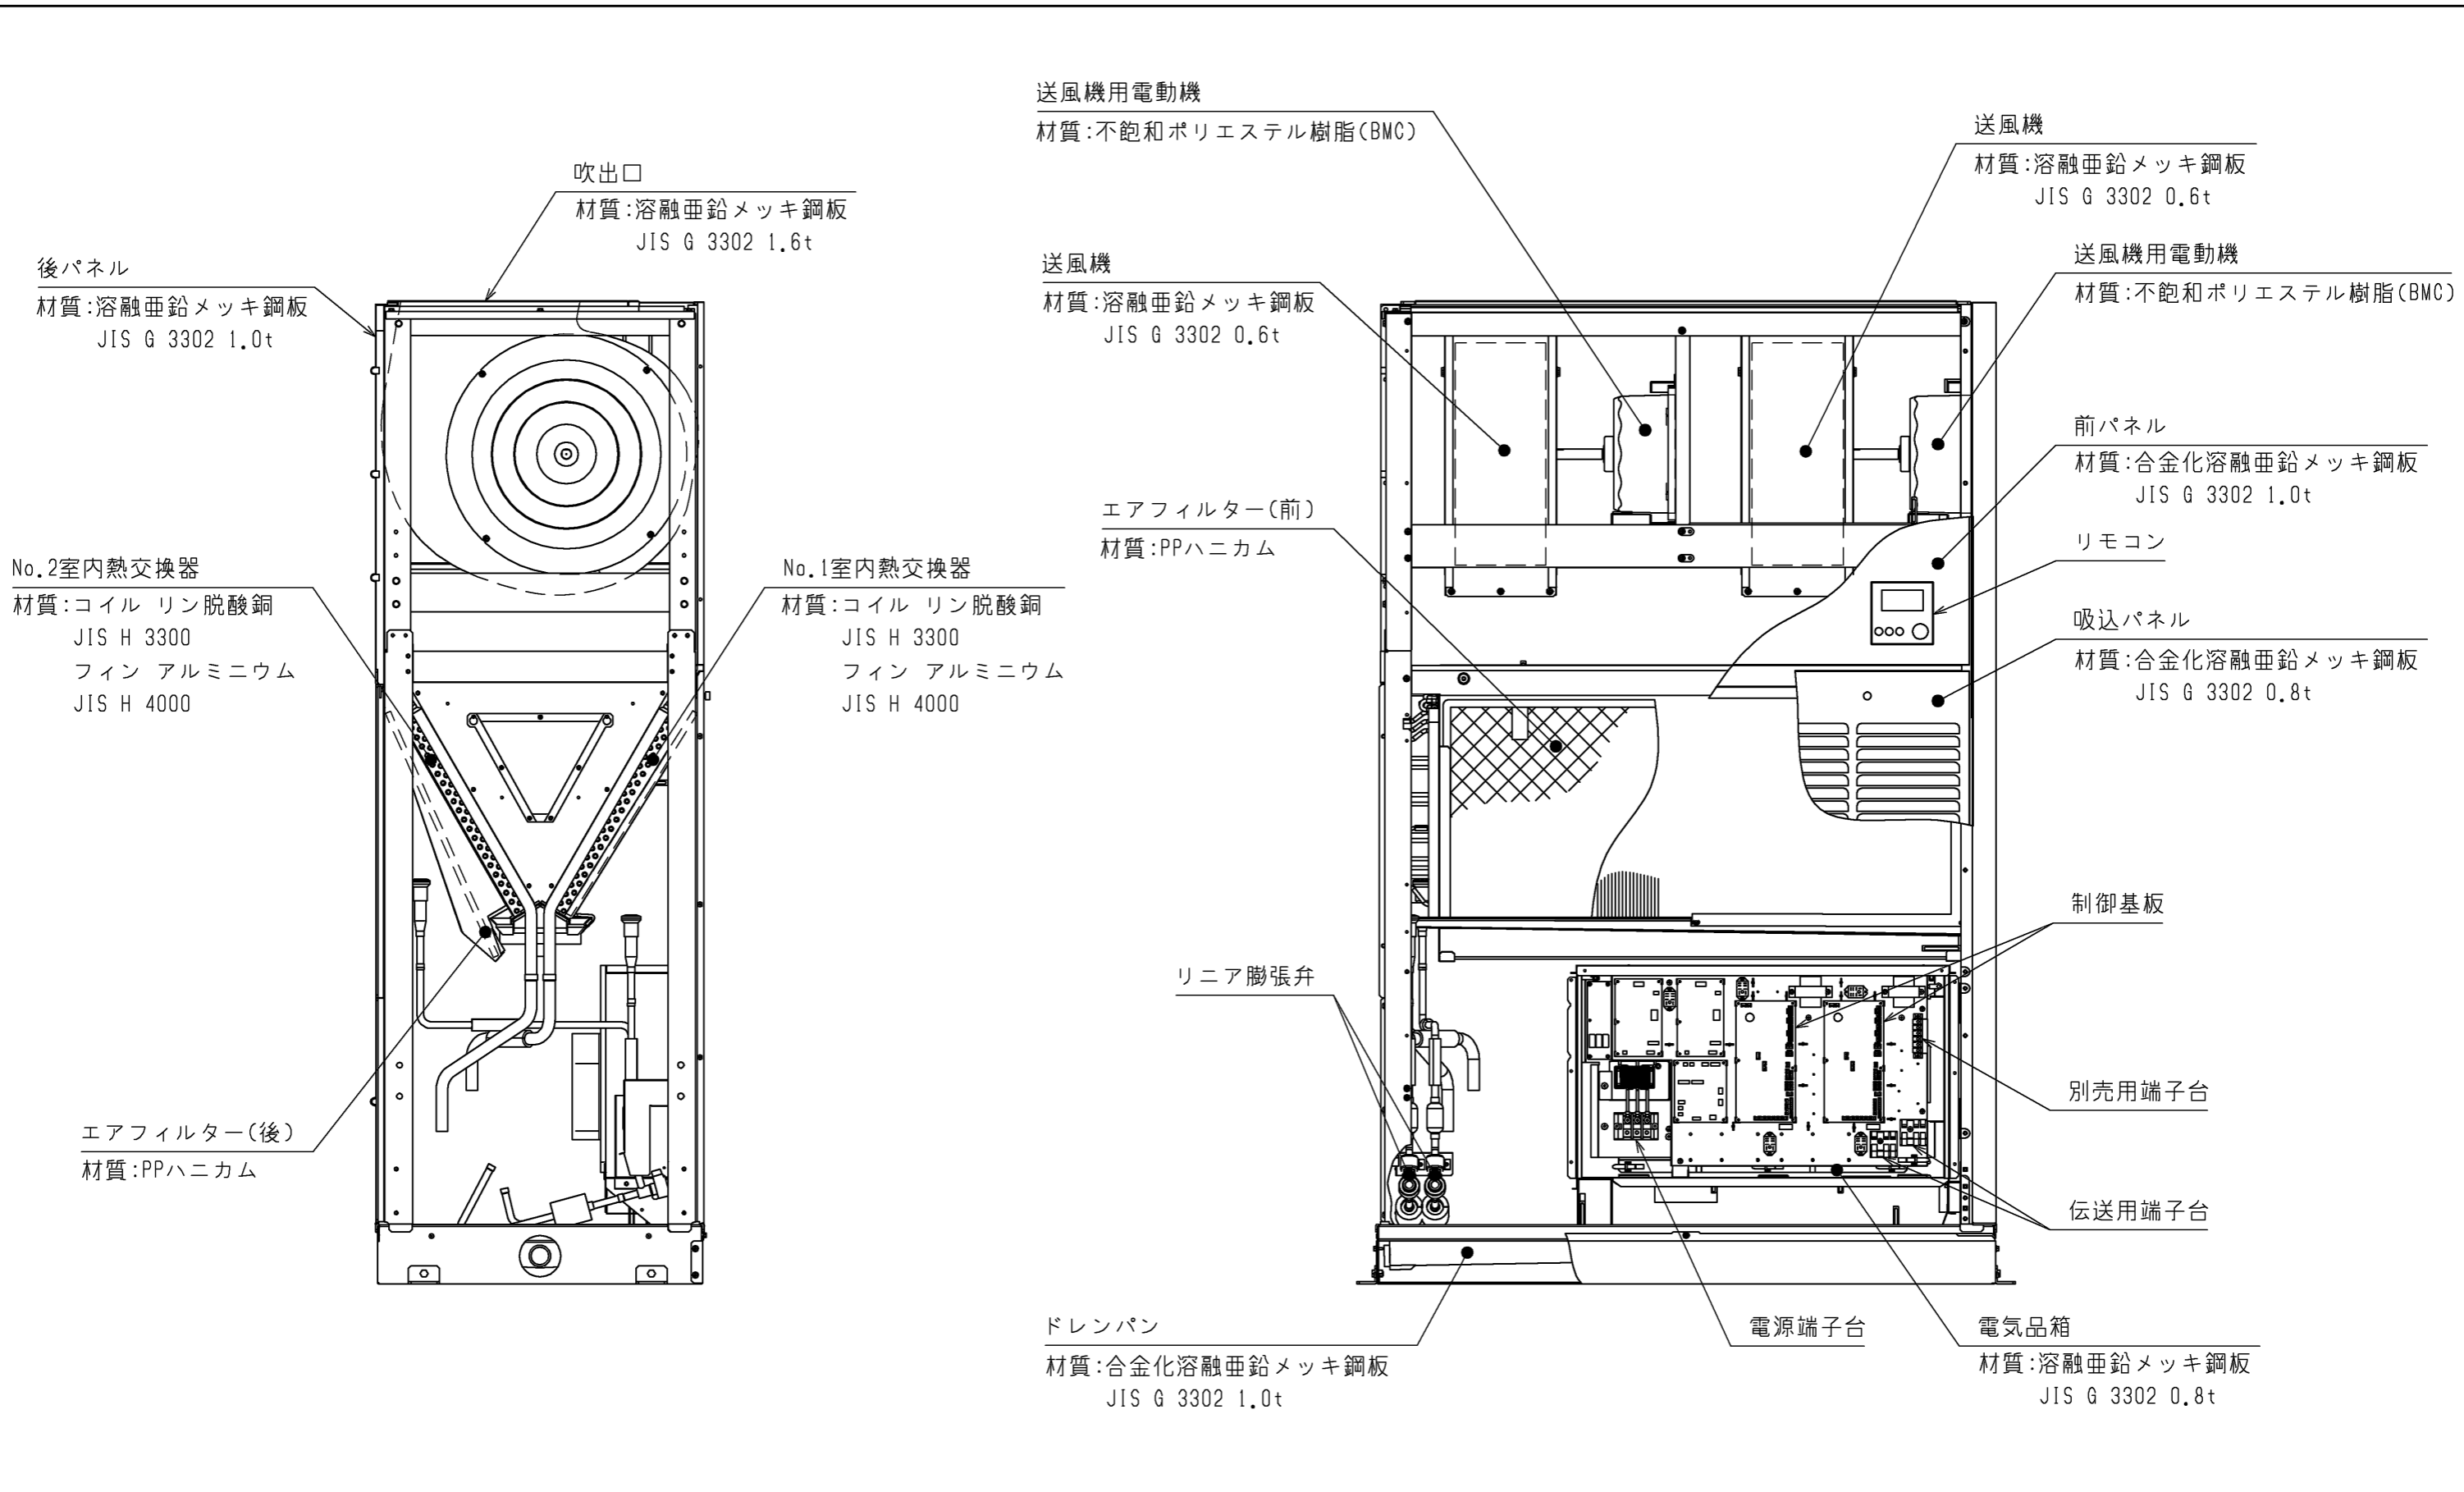 吹出口
材質:溶融亜鉛メッキ鋼板
JIS G 3302 1.6t
後パネル
材質:溶融亜鉛メッキ鋼板
JIS G 3302 1.0t
No.2室内熱交換器
材質:コイル リン脱酸銅
JIS H 3300
フィン アルミニウム
JIS H 4000
No.1室内熱交換器
材質:コイル リン脱酸銅
JIS H 3300
フィン アルミニウム
JIS H 4000
エアフィルター(後)
材質:PPハニカム
送風機用電動機
材質:不飽和ポリエステル樹脂(BMC)
送風機
材質:溶融亜鉛メッキ鋼板
JIS G 3302 0.6t
エアフィルター(前)
材質:PPハニカム
リニア膨張弁
ドレンパン
材質:合金化溶融亜鉛メッキ鋼板
JIS G 3302 1.0t
送風機
材質:溶融亜鉛メッキ鋼板
JIS G 3302 0.6t
送風機用電動機
材質:不飽和ポリエステル樹脂(BMC)
前パネル
材質:合金化溶融亜鉛メッキ鋼板
JIS G 3302 1.0t
リモコン
吸込パネル
材質:合金化溶融亜鉛メッキ鋼板
JIS G 3302 0.8t
制御基板
別売用端子台
伝送用端子台
電源端子台
電気品箱
材質:溶融亜鉛メッキ鋼板
JIS G 3302 0.8t